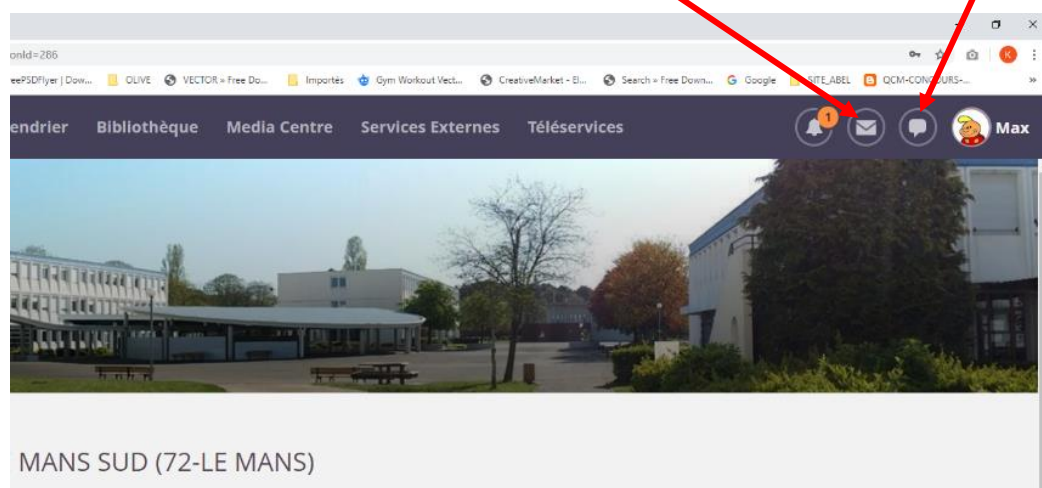 onId=286
eePSDFlyer | Dow... OLIVE VECTOR » Free Do... Importés Gym Workout Vect... CreativeMarket - El... Search » Free Down... G Google SITE_ABEL QCM-CONCOURS-... »
endrier Bibliothèque Media Centre Services Externes Téléservices 1 Max
MANS SUD (72-LE MANS)